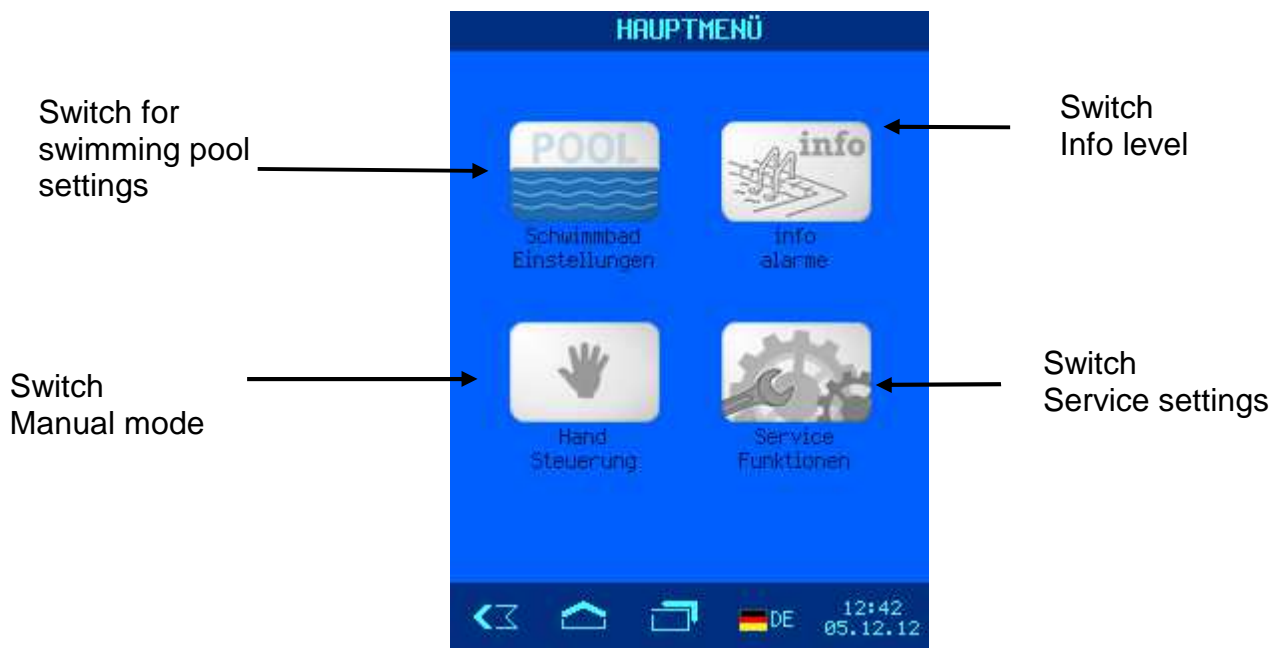 HAUPTMENÜ
Switch for
swimming pool
settings
Switch
Info level
POOL
info
Schwimmbad
Einstellungen
info
alarme
Switch
Manual mode
Switch
Service settings
Hand
Steuerung
Service
Funktionen
DE
12:42
05.12.12